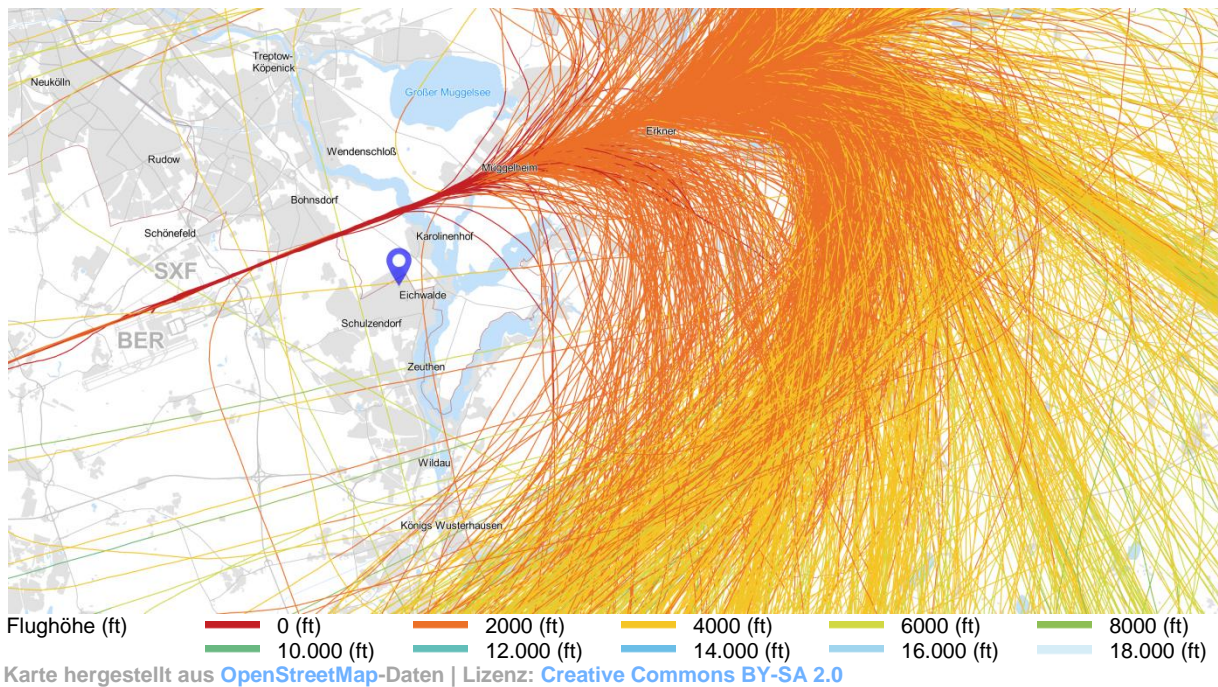 Treptow-
Köpenick
Neukölln
Großer Müggelsee
Erkner
Wendenschloß
Rudow
Müggelheim
Bohnsdorf
Schönefeld
Karolinenhof
SXF
Eichwalde
Schulzendorf
BER
Zeuthen
Wildau
Königs Wusterhausen
Flughöhe (ft) 0 (ft) 2000 (ft) 4000 (ft) 6000 (ft) 8000 (ft)
10.000 (ft) 12.000 (ft) 14.000 (ft) 16.000 (ft) 18.000 (ft)
Karte hergestellt aus OpenStreetMap-Daten | Lizenz: Creative Commons BY-SA 2.0